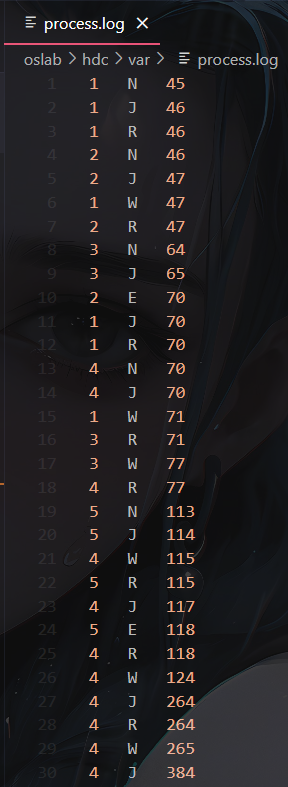 process.log ×
oslab > hdc > var > process.log
1 1 N 45
2 1 J 46
3 1 R 46
4 2 N 46
5 2 J 47
6 1 W 47
7 2 R 47
8 3 N 64
9 3 J 65
10 2 E 70
11 1 J 70
12 1 R 70
13 4 N 70
14 4 J 70
15 1 W 71
16 3 R 71
17 3 W 77
18 4 R 77
19 5 N 113
20 5 J 114
21 4 W 115
22 5 R 115
23 4 J 117
24 5 E 118
25 4 R 118
26 4 W 124
27 4 J 264
28 4 R 264
29 4 W 265
30 4 J 384